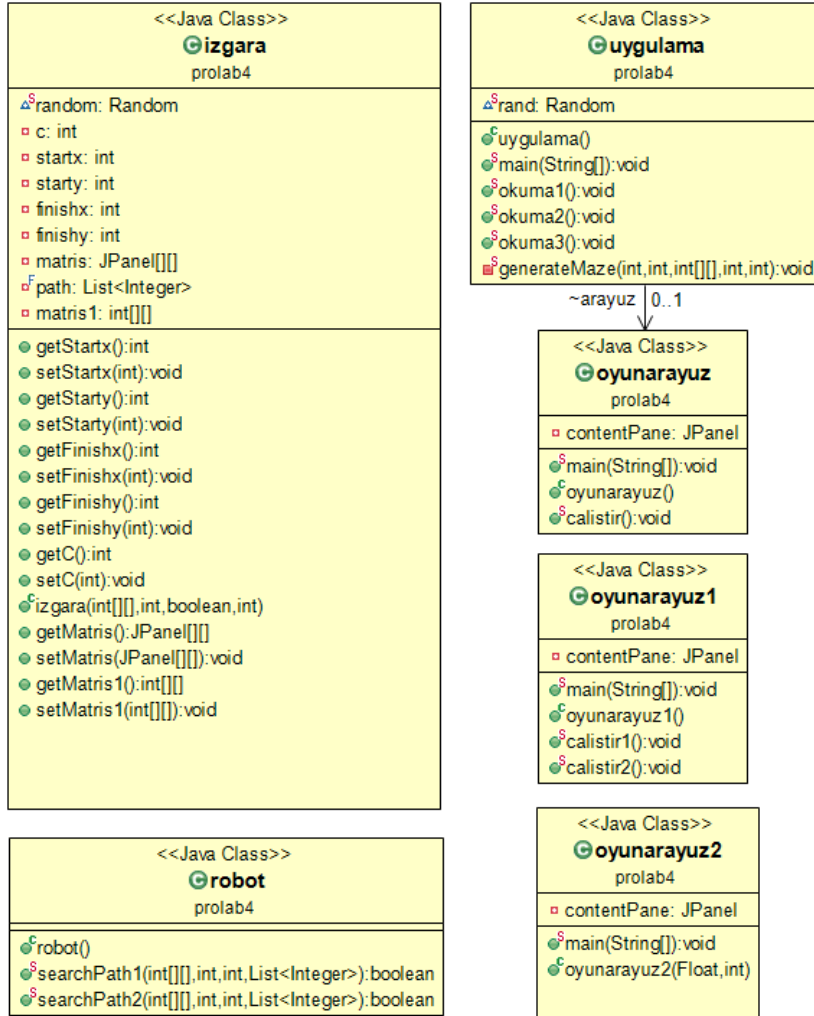 <<Java Class>>
izgara
prolab4
random: Random
c: int
startx: int
starty: int
finishx: int
finishy: int
matris: JPanel[][]
path: List<Integer>
matris1: int[][]
getStartx():int
setStartx(int):void
getStarty():int
setStarty(int):void
getFinishx():int
setFinishx(int):void
getFinishy():int
setFinishy(int):void
getC():int
setC(int):void
izgara(int[][],int,boolean,int)
getMatris():JPanel[][]
setMatris(JPanel[][]):void
getMatris1():int[][]
setMatris1(int[][]):void
<<Java Class>>
robot
prolab4
robot()
searchPath1(int[][],int,int,List<Integer>):boolean
searchPath2(int[][],int,int,List<Integer>):boolean
<<Java Class>>
uygulama
prolab4
rand: Random
uygulama()
main(String[]):void
okuma1():void
okuma2():void
okuma3():void
generateMaze(int,int,int[][],int,int):void
~arayuz 0..1
<<Java Class>>
oyunarayuz
prolab4
contentPane: JPanel
main(String[]):void
oyunarayuz()
calistir():void
<<Java Class>>
oyunarayuz1
prolab4
contentPane: JPanel
main(String[]):void
oyunarayuz1()
calistir1():void
calistir2():void
<<Java Class>>
oyunarayuz2
prolab4
contentPane: JPanel
main(String[]):void
oyunarayuz2(Float,int)